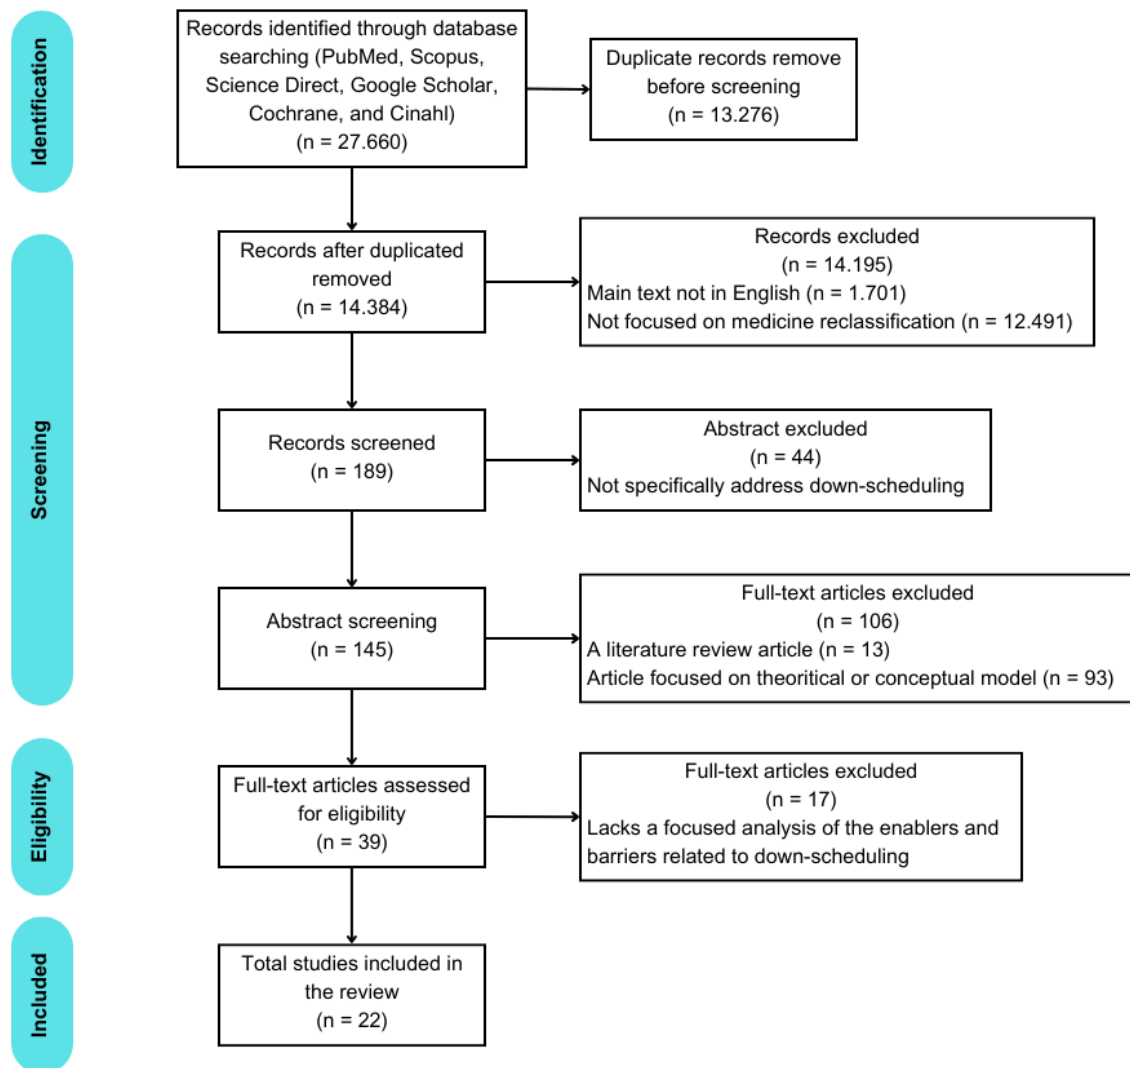 Identification
Records identified through database
searching (PubMed, Scopus,
Science Direct, Google Scholar,
Cochrane, and Cinahl)
(n = 27.660)
Duplicate records remove
before screening
(n = 13.276)
Screening
Records after duplicated
removed
(n = 14.384)
Records excluded
(n = 14.195)
Main text not in English (n = 1.701)
Not focused on medicine reclassification (n = 12.491)
Records screened
(n = 189)
Abstract excluded
(n = 44)
Not specifically address down-scheduling
Abstract screening
(n = 145)
Full-text articles excluded
(n = 106)
A literature review article (n = 13)
Article focused on theoritical or conceptual model (n = 93)
Eligibility
Full-text articles assessed
for eligibility
(n = 39)
Full-text articles excluded
(n = 17)
Lacks a focused analysis of the enablers and
barriers related to down-scheduling
Included
Total studies included in
the review
(n = 22)